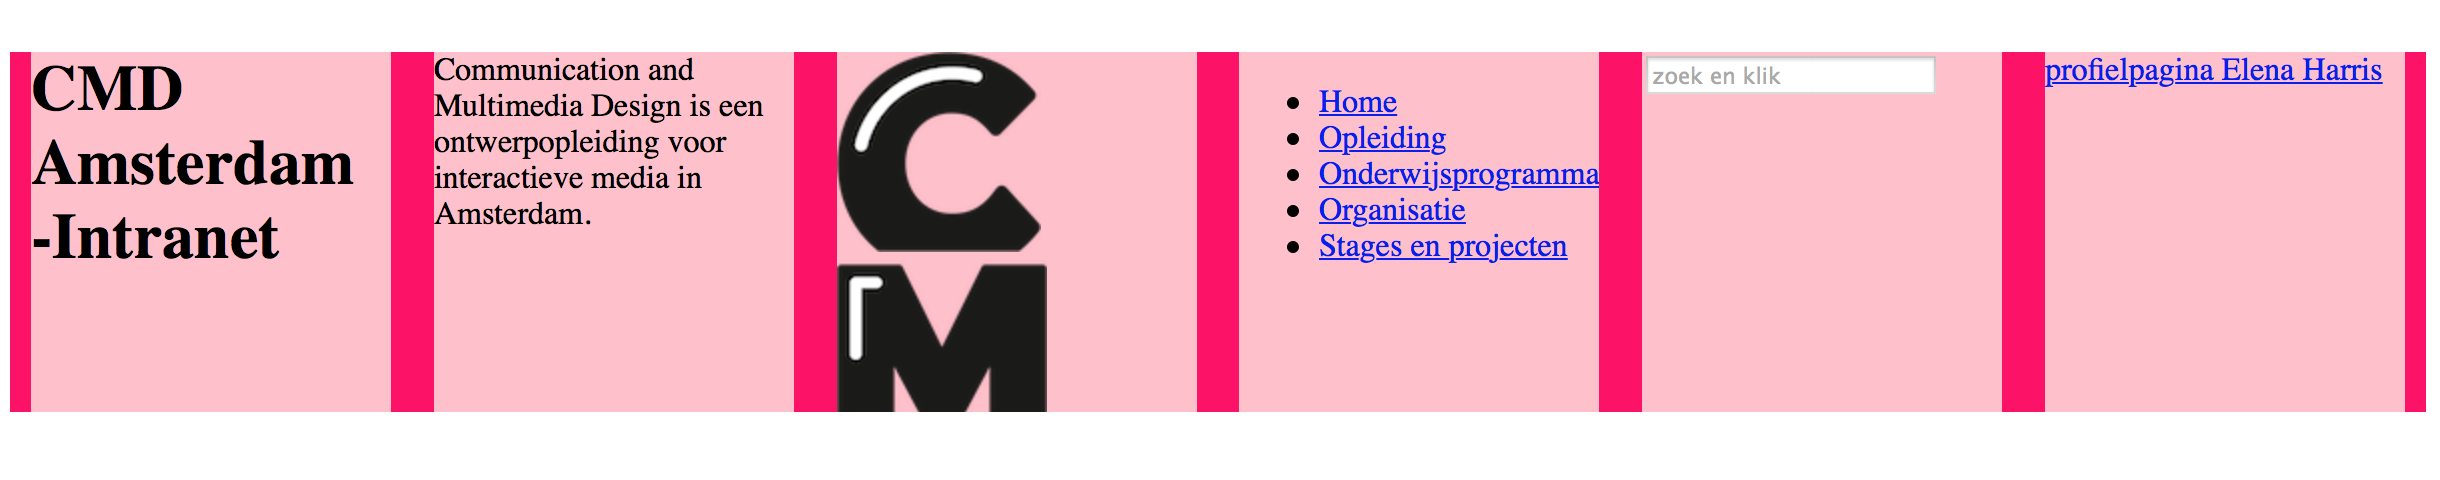 CMD
Amsterdam
-Intranet
Communication and
Multimedia Design is een
ontwerpopleiding voor
interactieve media in
Amsterdam.
C
M
Home
Opleiding
Onderwijsprogramma
Organisatie
Stages en projecten
zoek en klik
profielpagina Elena Harris